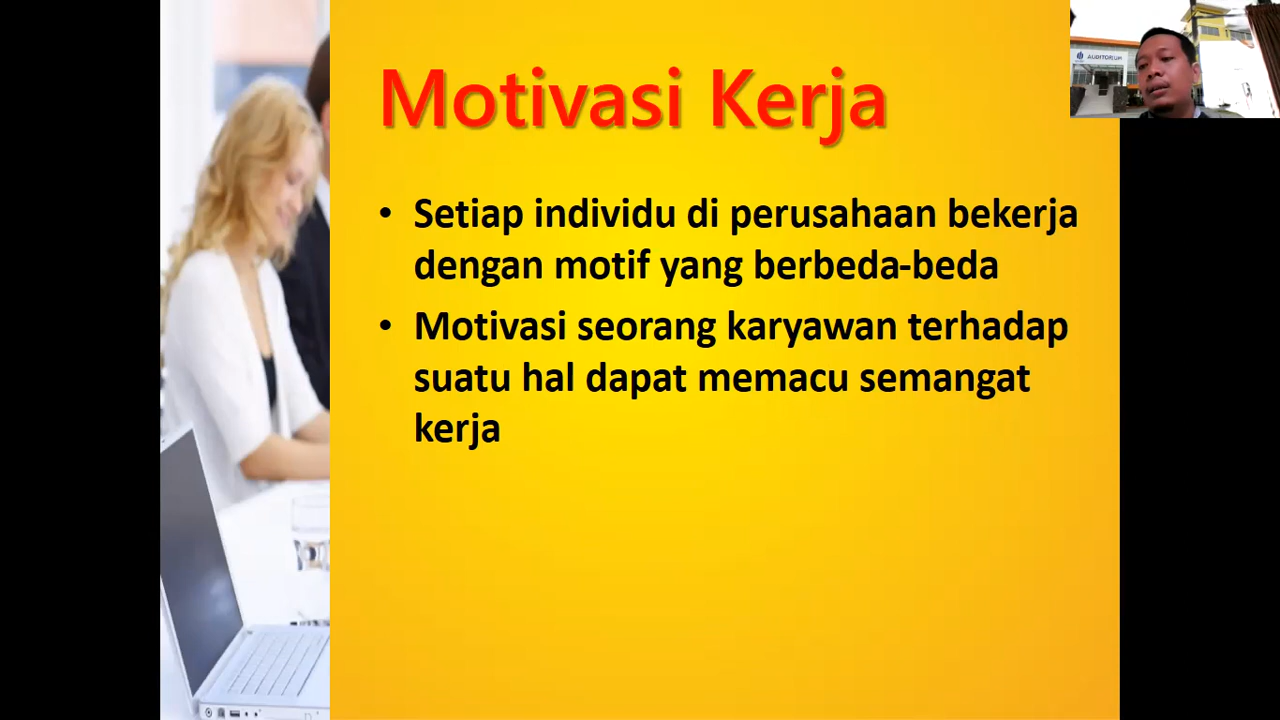 Motivasi Kerja
• Setiap individu di perusahaan bekerja
dengan motif yang berbeda-beda
• Motivasi seorang karyawan terhadap
suatu hal dapat memacu semangat
kerja
AUDITORIUM